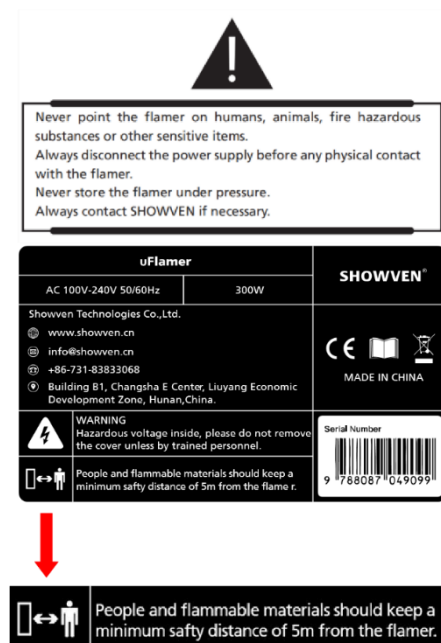 Never point the flamer on humans, animals, fire hazardous
substances or other sensitive items.
Always disconnect the power supply before any physical contact
with the flamer.
Never store the flamer under pressure.
Always contact SHOWVEN if necessary.
uFlamer
AC 100V-240V 50/60Hz
300W
SHOWVEN®
Showven Technologies Co.,Ltd.
www.showven.cn
info@showven.cn
+86-731-83833068
Building B1, Changsha E Center, Liuyang Economic
Development Zone, Hunan,China.
CE
MADE IN CHINA
WARNING
Hazardous voltage inside, please do not remove
the cover unless by trained personnel.
People and flammable materials should keep a
minimum safty distance of 5m from the flame r.
Serial Number
9 788087 049099
People and flammable materials should keep a
minimum safty distance of 5m from the flamer.